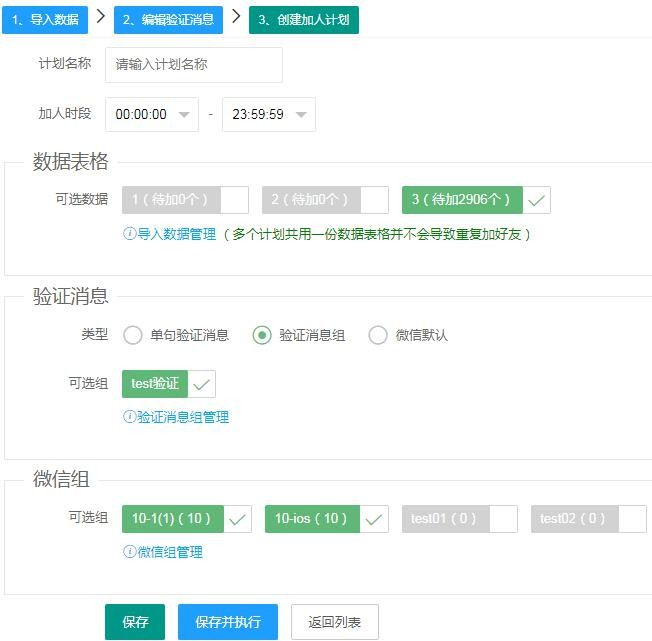 1、导入数据 2、编辑验证消息 3、创建加人计划
计划名称 请输入计划名称
加人时段 00:00:00 - 23:59:59
数据表格
可选数据 1（待加0个） 2（待加0个） 3（待加2906个）
导入数据管理（多个计划共用一份数据表格并不会导致重复加好友）
验证消息
类型 单句验证消息 验证消息组 微信默认
可选组 test验证
验证消息组管理
微信组
可选组 10-1(1)（10） 10-ios（10） test01（0） test02（0）
微信组管理
保存 保存并执行 返回列表